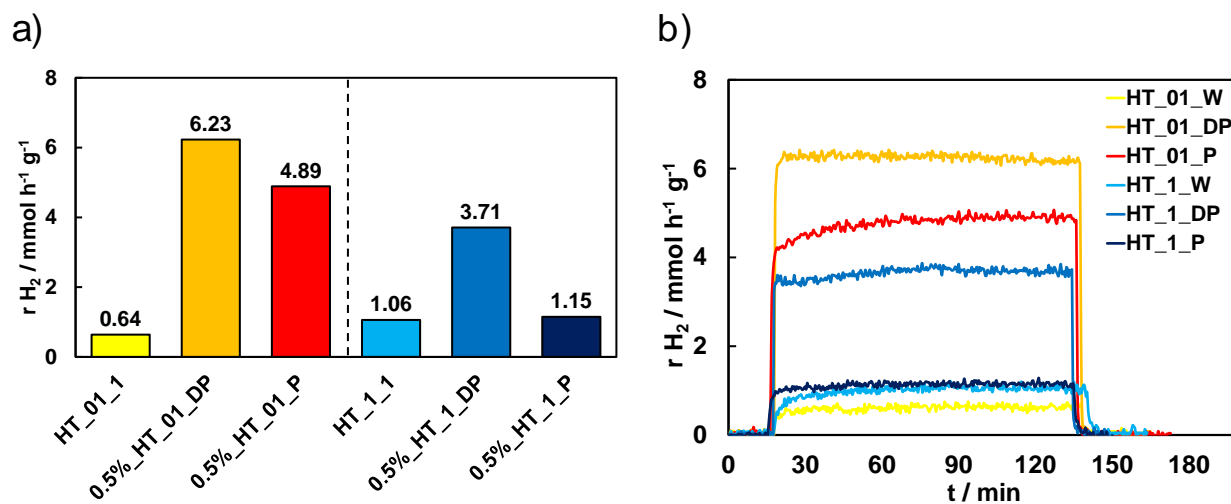 a)
r H₂ / mmol h⁻¹ g⁻¹
8
6
4
2
0
0.64
6.23
4.89
1.06
3.71
1.15
HT_01_1
0.5%_HT_01_DP
0.5%_HT_01_P
HT_1_1
0.5%_HT_1_DP
0.5%_HT_1_P
b)
r H₂ / mmol h⁻¹ g⁻¹
8
6
4
2
0
HT_01_W
HT_01_DP
HT_01_P
HT_1_W
HT_1_DP
HT_1_P
0 30 60 90 120 150 180
t / min